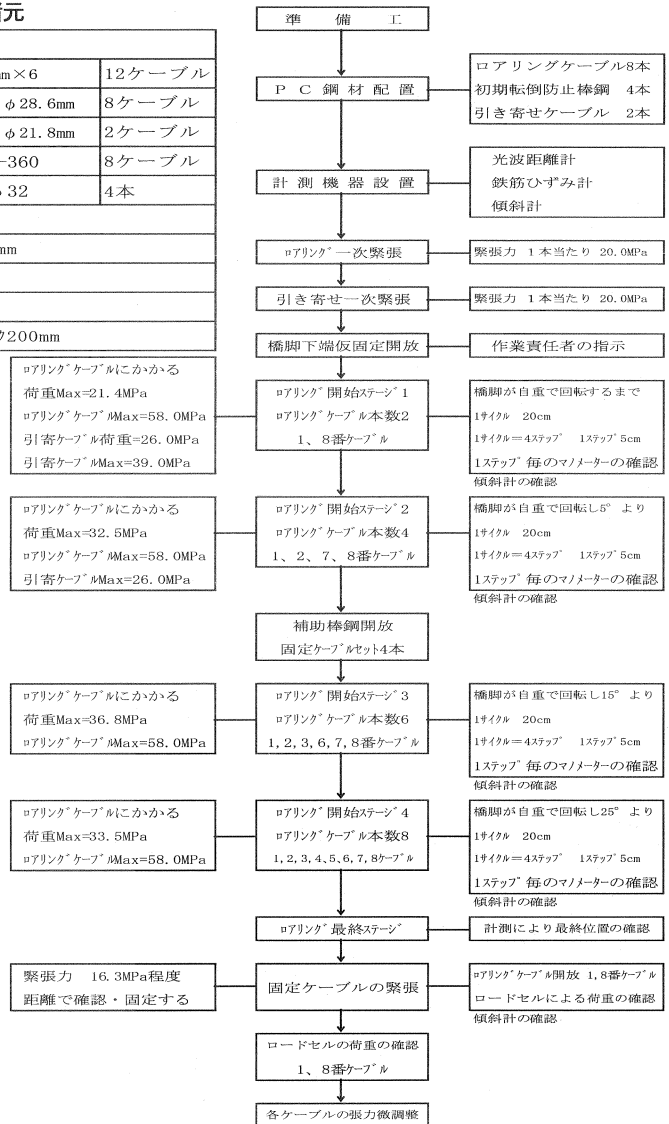 諸元
準備工
mm×6 12ケーブル
φ28.6mm 8ケーブル
φ21.8mm 2ケーブル
-360 8ケーブル
φ32 4本
mm
200mm
PC鋼材配置
ロアリングケーブル8本
初期転倒防止棒鋼 4本
引き寄せケーブル 2本
計測機器設置
光波距離計
鉄筋ひずみ計
傾斜計
ロアリング一次緊張
緊張力 1本当たり 20.0MPa
引き寄せ一次緊張
緊張力 1本当たり 20.0MPa
橋脚下端仮固定開放
作業責任者の指示
ロアリングケーブルにかかる
荷重Max=21.4MPa
ロアリングケーブルMax=58.0MPa
引寄ケーブル荷重=26.0MPa
引寄ケーブルMax=39.0MPa
ロアリング開始ステージ1
ロアリングケーブル本数2
1、8番ケーブル
橋脚が自重で回転するまで
1サイクル 20cm
1サイクル=4ステップ 1ステップ5cm
1ステップ毎のマノメーターの確認
傾斜計の確認
ロアリングケーブルにかかる
荷重Max=32.5MPa
ロアリングケーブルMax=58.0MPa
引寄ケーブルMax=26.0MPa
ロアリング開始ステージ2
ロアリングケーブル本数4
1、2、7、8番ケーブル
橋脚が自重で回転し5°より
1サイクル 20cm
1サイクル=4ステップ 1ステップ5cm
1ステップ毎のマノメーターの確認
傾斜計の確認
補助棒鋼開放
固定ケーブルセット4本
ロアリングケーブルにかかる
荷重Max=36.8MPa
ロアリングケーブルMax=58.0MPa
ロアリング開始ステージ3
ロアリングケーブル本数6
1,2,3,6,7,8番ケーブル
橋脚が自重で回転し15°より
1サイクル 20cm
1サイクル=4ステップ 1ステップ5cm
1ステップ毎のマノメーターの確認
傾斜計の確認
ロアリングケーブルにかかる
荷重Max=33.5MPa
ロアリングケーブルMax=58.0MPa
ロアリング開始ステージ4
ロアリングケーブル本数8
1,2,3,4,5,6,7,8ケーブル
橋脚が自重で回転し25°より
1サイクル 20cm
1サイクル=4ステップ 1ステップ5cm
1ステップ毎のマノメーターの確認
傾斜計の確認
ロアリング最終ステージ
計測により最終位置の確認
緊張力 16.3MPa程度
距離で確認・固定する
固定ケーブルの緊張
ロアリングケーブル開放 1,8番ケーブル
ロードセルによる荷重の確認
傾斜計の確認
ロードセルの荷重の確認
1、8番ケーブル
各ケーブルの張力微調整